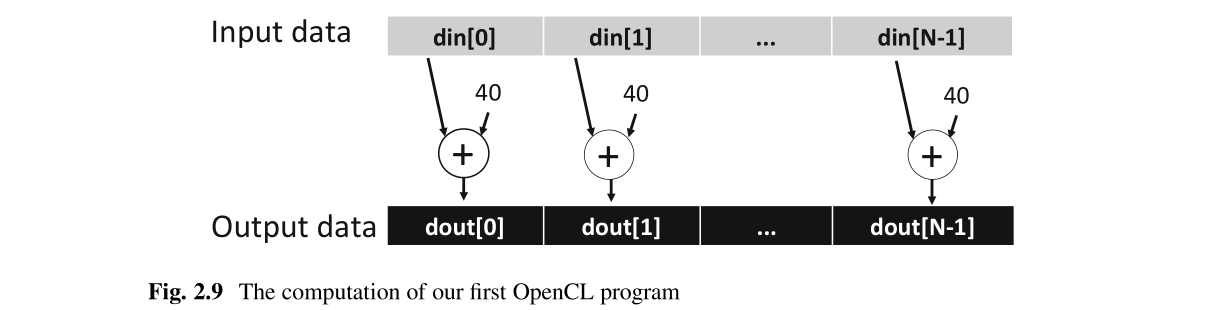 Input data din[0] din[1] ... din[N-1]
40 40 40
+ + +
Output data dout[0] dout[1] ... dout[N-1]
Fig. 2.9 The computation of our first OpenCL program